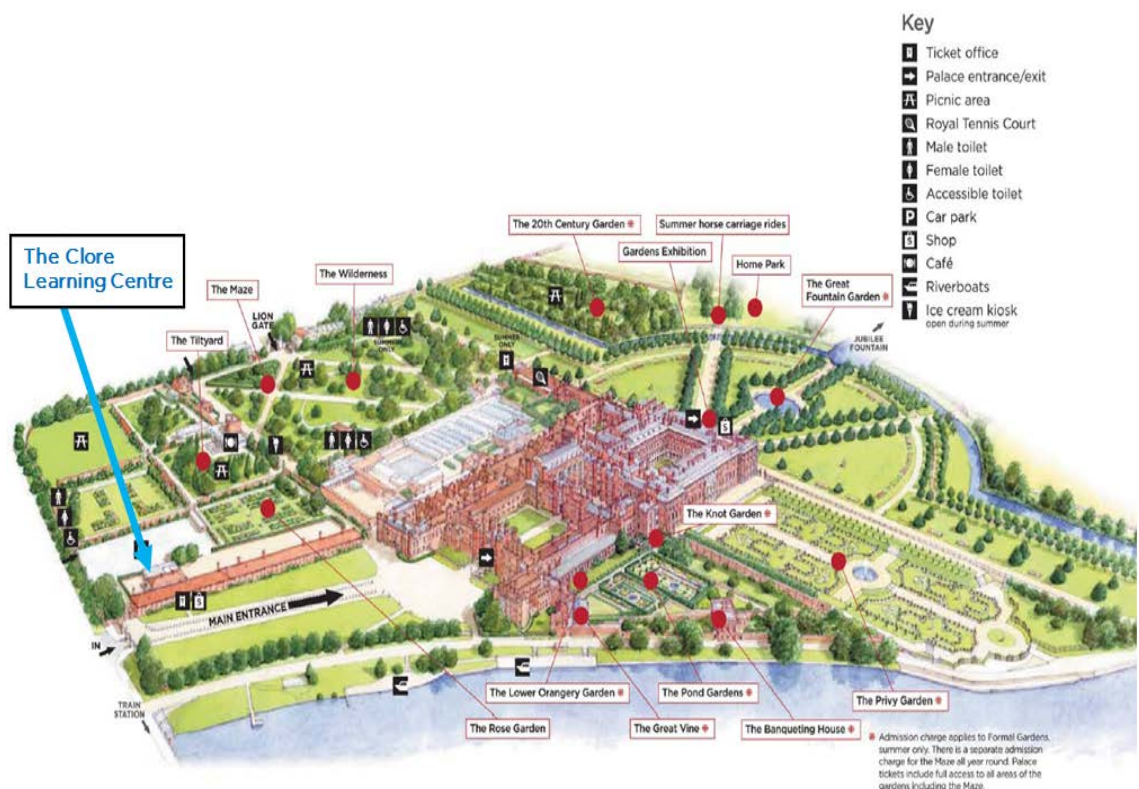 Key
Ticket office
Palace entrance/exit
Picnic area
Royal Tennis Court
Male toilet
Female toilet
Accessible toilet
P Car park
S Shop
Café
Riverboats
Ice cream kiosk
open during summer
The Clore
Learning Centre
The 20th Century Garden *
Summer horse carriage rides
Gardens Exhibition
Home Park
The Wilderness
The Great
Fountain Garden *
The Maze
LION
GATE
The Tiltyard
SUMMER
ONLY
SUMMER
ONLY
JUBILEE
FOUNTAIN
S
The Knot Garden *
S
MAIN ENTRANCE
IN
TRAIN
STATION
The Lower Orangery Garden *
The Pond Gardens *
The Privy Garden *
The Rose Garden
The Great Vine *
The Banqueting House *
* Admission charge applies to Formal Gardens,
summer only. There is a separate admission
charge for the Maze all year round. Palace
tickets include full access to all areas of the
gardens including the Maze.